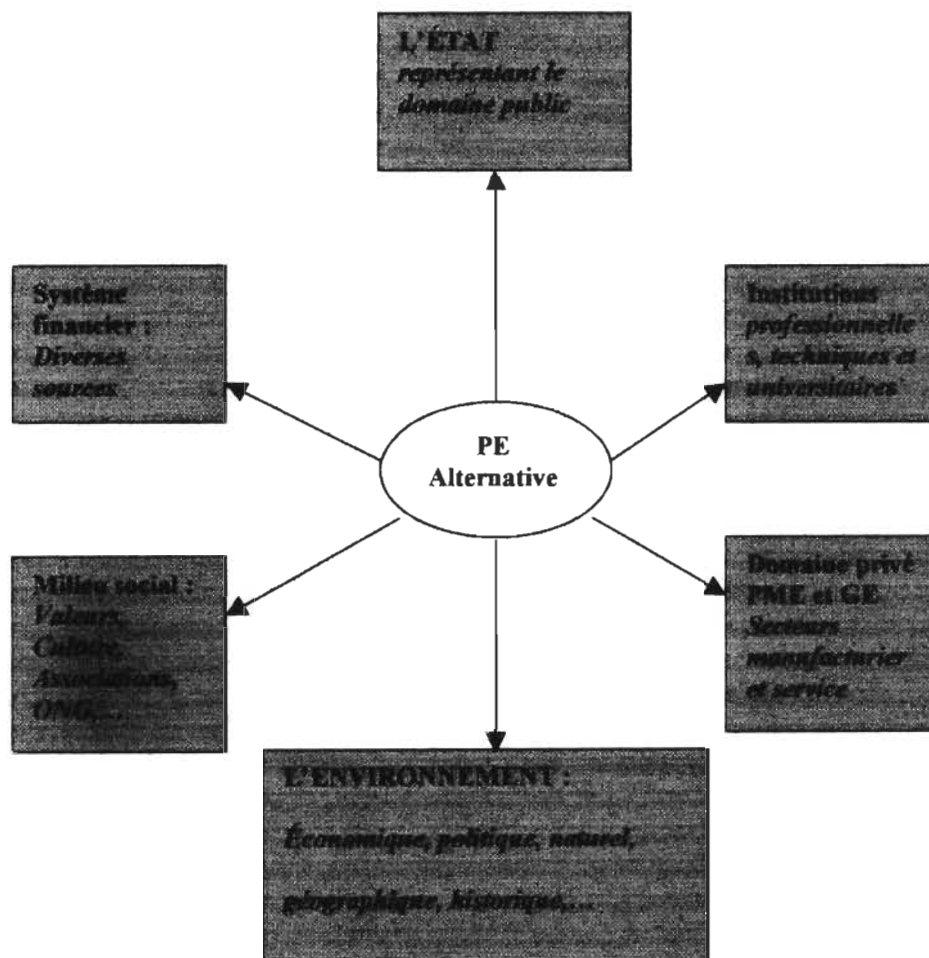 L'ÉTAT
représentant le
domaine public
Système
financier :
Diverses
sources
Institutions
professionnelle
s, techniques et
universitaires
PE
Alternative
Milieu social :
Valeurs,
Culture,
Associations,
ONG,...
Domaine privé
PME et GE
Secteurs
manufacturier
et service
L'ENVIRONNEMENT :
Économique, politique, naturel,
géographique, historique,...